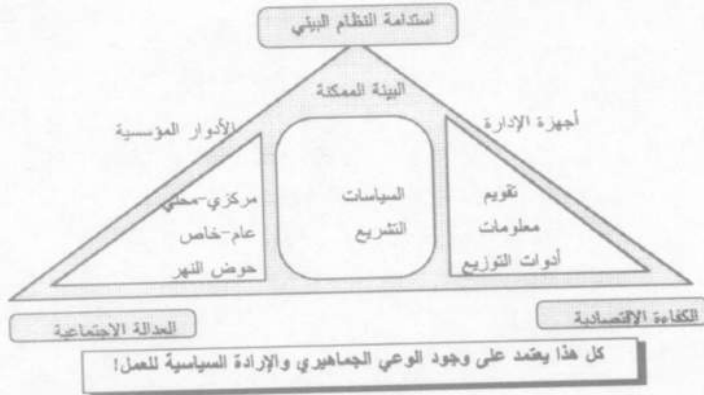 استدامة النظام البيئي
البيئة الممكنة
أجهزة الإدارة
الأدوار المؤسسية
تقويم
معلومات
أدوات التوزيع
السياسات
التشريع
مركزي-محلي
عام-خاص
حوض النهر
الكفاءة الاقتصادية
العدالة الاجتماعية
كل هذا يعتمد على وجود الوعي الجماهيري والإرادة السياسية للعمل!